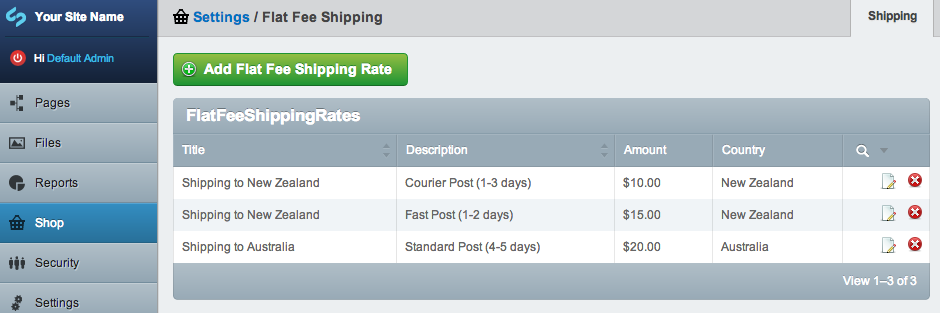 Your Site Name
Hi Default Admin
Pages
Files
Reports
Shop
Security
Settings
Settings / Flat Fee Shipping
Shipping
Add Flat Fee Shipping Rate
FlatFeeShippingRates
Title Description Amount Country
Shipping to New Zealand Courier Post (1-3 days) $10.00 New Zealand
Shipping to New Zealand Fast Post (1-2 days) $15.00 New Zealand
Shipping to Australia Standard Post (4-5 days) $20.00 Australia
View 1–3 of 3